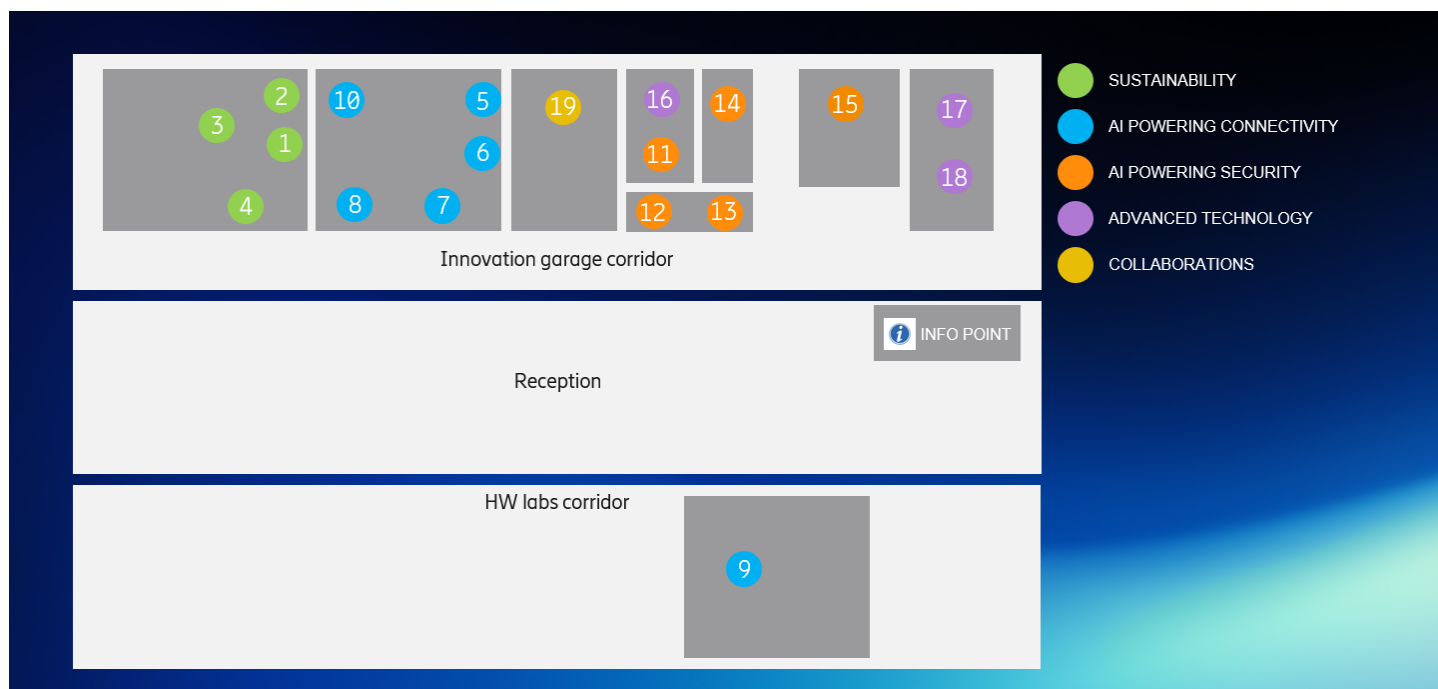 2
10
5
19
16
14
15
17
3
1
6
11
18
4
8
7
12
13
Innovation garage corridor
SUSTAINABILITY
AI POWERING CONNECTIVITY
AI POWERING SECURITY
ADVANCED TECHNOLOGY
COLLABORATIONS
i INFO POINT
Reception
HW labs corridor
9